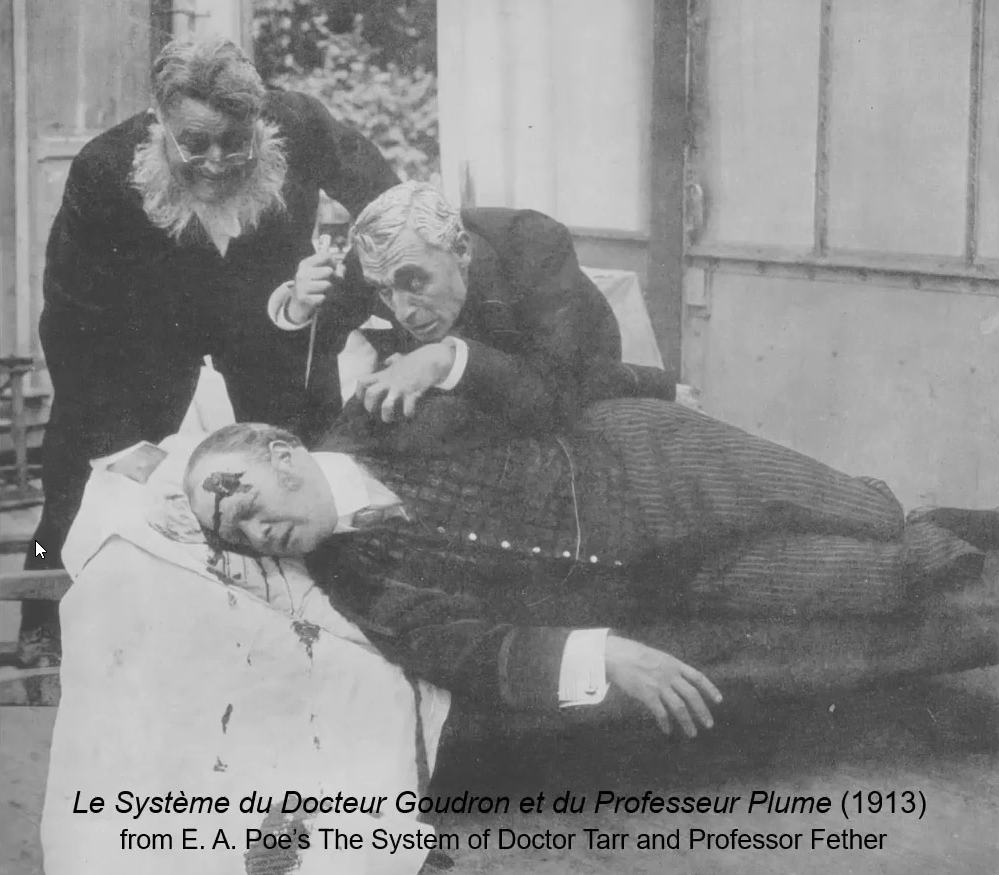 Le Système du Docteur Goudron et du Professeur Plume (1913)
from E. A. Poe’s The System of Doctor Tarr and Professor Fether